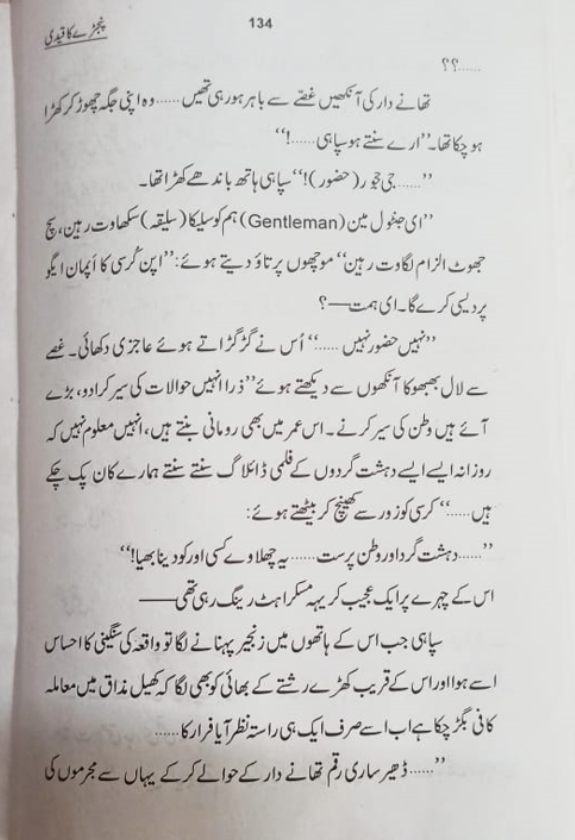 134
پنجڑے کا قیدی
......؟؟
تھانے دار کی آنکھیں غصّے سے باہر ہو رہی تھیں......وہ اپنی جگہ چھوڑ کر کھڑا
ہو چکا تھا۔’’ارے سنتے ہو سپاہی......!‘‘
’’......جی جور (حضور)!‘‘ سپاہی ہاتھ باندھے کھڑا تھا۔
’’ای جنٹول مین (Gentleman) ہم کو سلیکا (سلیقہ) سکھاوت رہین، سچ
جھوٹ الزام لگاوت رہین‘‘ موچھوں پر تاؤ دیتے ہوئے:’’اپن کُرسی کا اَپمان ایگو
پردیسی کرے گا۔ ای ہمت—؟
’’نہیں حضور نہیں ......‘‘ اُس نے گڑگڑاتے ہوئے عاجزی دکھائی۔ غصے
سے لال بھبھوکا آنکھوں سے دیکھتے ہوئے’’ذرا انہیں حوالات کی سیر کرا دو، بڑے
آئے ہیں وطن کی سیر کرنے۔ اس عمر میں بھی رومانی بنتے ہیں، انہیں معلوم نہیں کہ
روزانہ ایسے ایسے دہشت گردوں کے فلمی ڈائلاگ سنتے سنتے ہمارے کان پک چکے
ہیں......‘‘ کرسی کو زور سے کھینچ کر بیٹھتے ہوئے:
’’......دہشت گرد اور وطن پرست......یہ چھلاوے کسی اور کو دینا بھیا!‘‘
اس کے چہرے پر ایک عجیب کریہہ مسکراہٹ رینگ رہی تھی——
سپاہی جب اس کے ہاتھوں میں زنجیر پہنانے لگا تو واقعہ کی سنگینی کا احساس
اسے ہوا اور اس کے قریب کھڑے رشتے کے بھائی کو بھی لگا کہ کھیل مذاق میں معاملہ
کافی بگڑ چکا ہے اب اسے صرف ایک ہی راستہ نظر آیا فرار کا......
’’......ڈھیر ساری رقم تھانے دار کے حوالے کر کے یہاں سے مجرموں کی